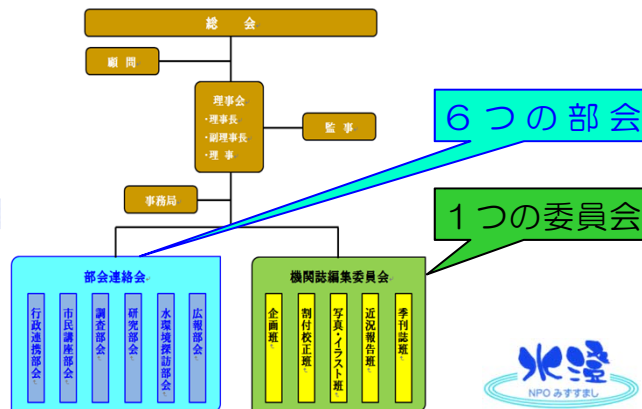 総　会
顧 問
理事会
・理事長
・副理事長
・理 事
監 事
事務局
６つの部会
１つの委員会
部会連絡会
行政連携部会
市民講座部会
調査部会
研究部会
水環境探訪部会
広報部会
機関誌編集委員会
企画班
割付校正班
写真・イラスト班
近況報告班
季刊誌班
水澄
NPO みずすまし